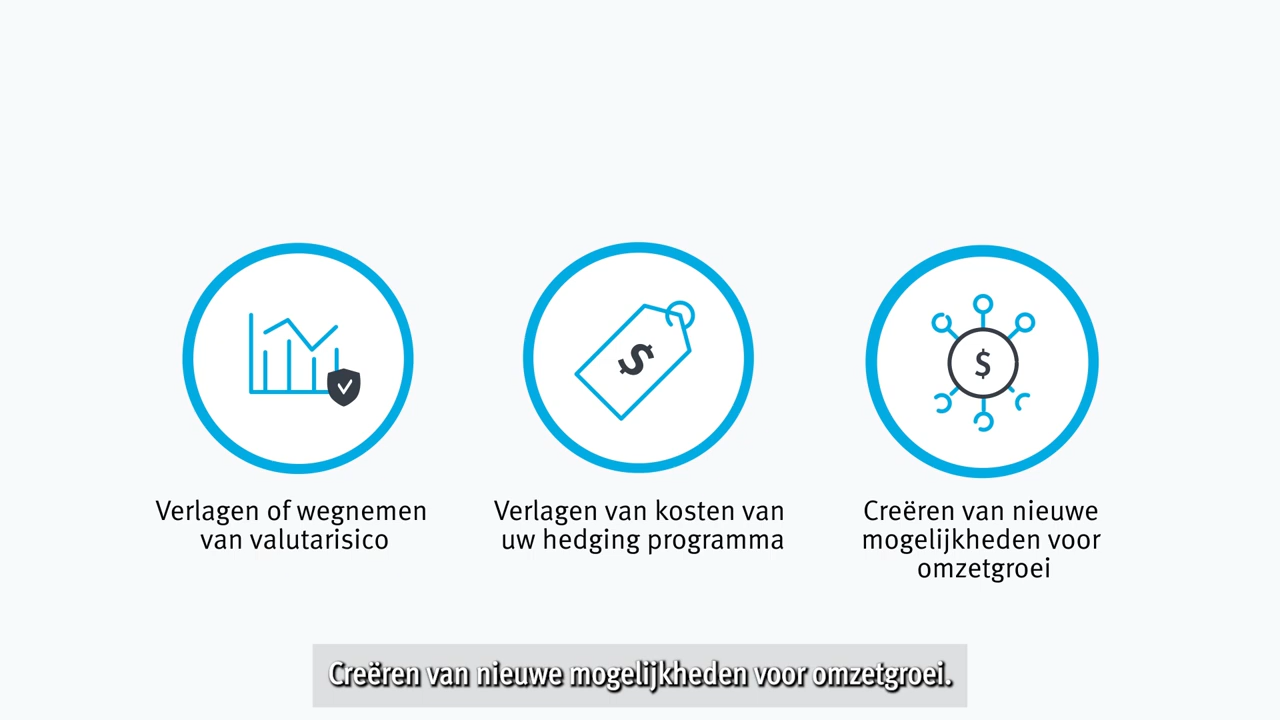 Verlagen of wegnemen
van valutarisico
$
Verlagen van kosten van
uw hedging programma
$
Creëren van nieuwe
mogelijkheden voor
omzetgroei
Creëren van nieuwe mogelijkheden voor omzetgroei.